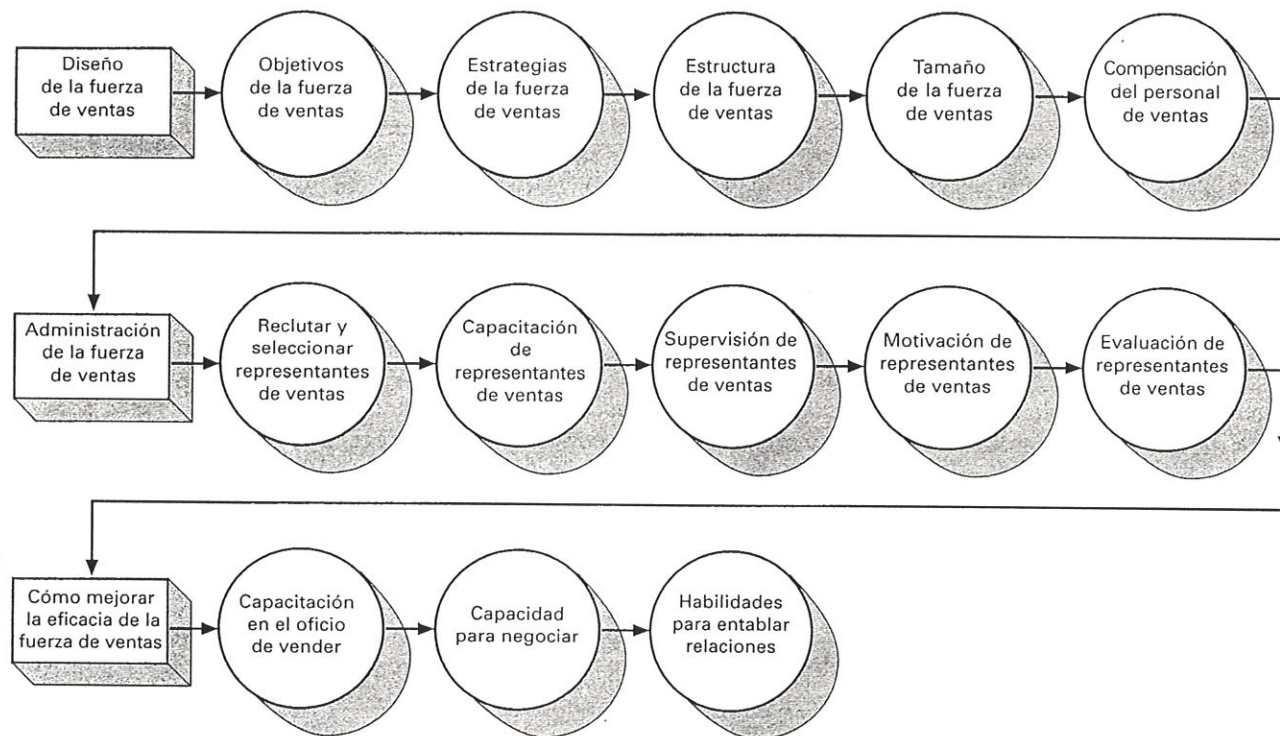 Diseño
de la fuerza
de ventas
Objetivos
de la fuerza
de ventas
Estrategias
de la fuerza
de ventas
Estructura
de la fuerza
de ventas
Tamaño
de la fuerza
de ventas
Compensación
del personal
de ventas
Administración
de la fuerza
de ventas
Reclutar y
seleccionar
representantes
de ventas
Capacitación
de
representantes
de ventas
Supervisión de
representantes
de ventas
Motivación de
representantes
de ventas
Evaluación de
representantes
de ventas
Cómo mejorar
la eficacia de la
fuerza de ventas
Capacitación
en el oficio
de vender
Capacidad
para negociar
Habilidades
para entablar
relaciones